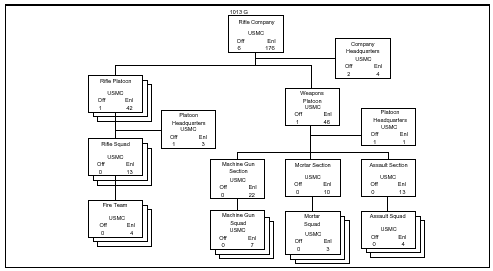 1013 G
Rifle Company
USMC
Off Enl
6 176
Company
Headquarters
USMC
Off Enl
2 4
Rifle Platoon
USMC
Off Enl
1 42
Platoon
Headquarters
USMC
Off Enl
1 3
Rifle Squad
USMC
Off Enl
0 13
Fire Team
USMC
Off Enl
0 4
Weapons
Platoon
USMC
Off Enl
1 46
Platoon
Headquarters
USMC
Off Enl
1 1
Machine Gun
Section
USMC
Off Enl
0 22
Mortar Section
USMC
Off Enl
0 10
Assault Section
USMC
Off Enl
0 13
Machine Gun
Squad
USMC
Off Enl
0 7
Mortar
Squad
USMC
Off Enl
0 3
Assault Squad
USMC
Off Enl
0 4